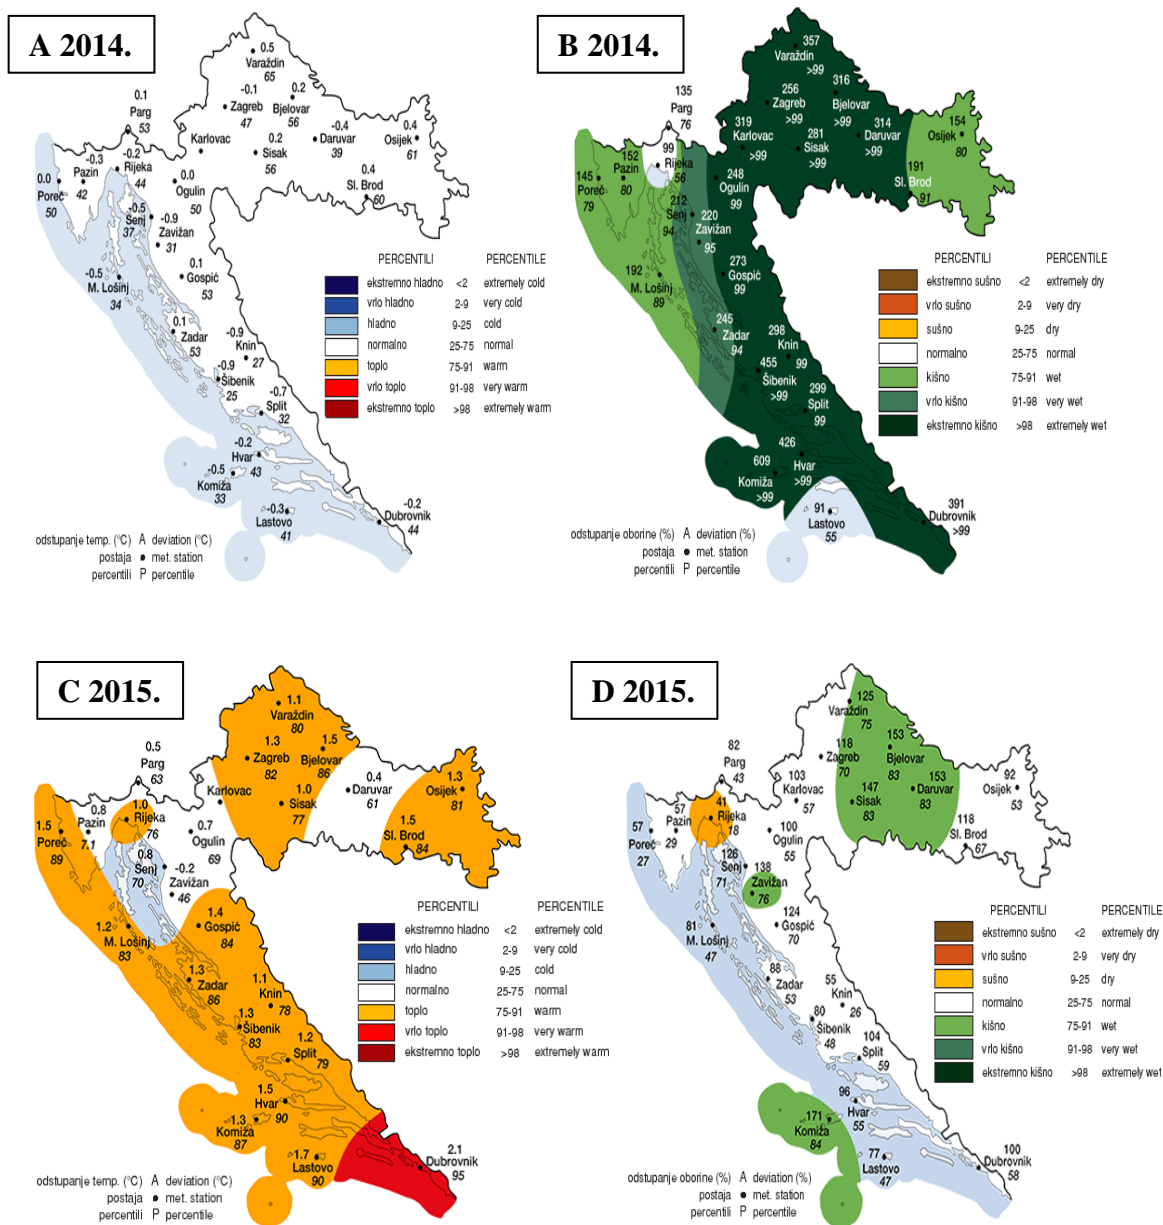 A 2014.
0.5
Varaždin
65
-0.1
Zagreb
47
0.2
Bjelovar
56
0.1
Parg
53
Karlovac
0.2
Sisak
56
-0.4
Daruvar
39
0.4
Osijek
61
0.4
Sl. Brod
60
0.0
Poreč
50
-0.3
Pazin
42
-0.2
Rijeka
44
0.0
Ogulin
50
-0.5
Senj
37
-0.9
Zavižan
31
-0.5
M. Lošinj
34
0.1
Gospić
53
0.1
Zadar
53
-0.9
Knin
27
-0.9
Šibenik
25
-0.7
Split
32
-0.2
Hvar
43
-0.5
Komiža
33
-0.3
Lastovo
41
-0.2
Dubrovnik
44
PERCENTILI PERCENTILE
ekstremno hladno <2 extremely cold
vrlo hladno 2-9 very cold
hladno 9-25 cold
normalno 25-75 normal
toplo 75-91 warm
vrlo toplo 91-98 very warm
ekstremno toplo >98 extremely warm
odstupanje temp. (°C) A deviation (°C)
postaja ● met. station
percentili P percentile
B 2014.
357
Varaždin
>99
256
Zagreb
>99
316
Bjelovar
>99
135
Parg
76
319
Karlovac
>99
281
Sisak
>99
314
Daruvar
>99
154
Osijek
80
191
Sl. Brod
91
145
Poreč
79
152
Pazin
80
99
Rijeka
56
248
Ogulin
99
212
Senj
94
220
Zavižan
95
192
M. Lošinj
89
273
Gospić
99
245
Zadar
94
298
Knin
99
455
Šibenik
>99
299
Split
99
426
Hvar
>99
609
Komiža
>99
91
Lastovo
55
391
Dubrovnik
>99
PERCENTILI PERCENTILE
ekstremno sušno <2 extremely dry
vrlo sušno 2-9 very dry
sušno 9-25 dry
normalno 25-75 normal
kišno 75-91 wet
vrlo kišno 91-98 very wet
ekstremno kišno >98 extremely wet
odstupanje oborine (%) A deviation (%)
postaja ● met. station
percentili P percentile
C 2015.
1.1
Varaždin
80
1.3
Zagreb
82
1.5
Bjelovar
86
0.5
Parg
63
Karlovac
1.0
Sisak
77
0.4
Daruvar
61
1.3
Osijek
81
1.5
Sl. Brod
84
1.5
Poreč
89
0.8
Pazin
7.1
1.0
Rijeka
76
0.7
Ogulin
69
0.8
Senj
70
-0.2
Zavižan
46
1.2
M. Lošinj
83
1.4
Gospić
84
1.3
Zadar
86
1.1
Knin
78
1.3
Šibenik
83
1.2
Split
79
1.5
Hvar
90
1.3
Komiža
87
1.7
Lastovo
90
2.1
Dubrovnik
95
PERCENTILI PERCENTILE
ekstremno hladno <2 extremely cold
vrlo hladno 2-9 very cold
hladno 9-25 cold
normalno 25-75 normal
toplo 75-91 warm
vrlo toplo 91-98 very warm
ekstremno toplo >98 extremely warm
odstupanje temp. (°C) A deviation (°C)
postaja ● met. station
percentili P percentile
D 2015.
125
Varaždin
75
118
Zagreb
70
153
Bjelovar
83
82
Parg
43
103
Karlovac
57
147
Sisak
83
153
Daruvar
83
92
Osijek
53
118
Sl. Brod
67
57
Poreč
27
57
Pazin
29
41
Rijeka
18
100
Ogulin
55
126
Senj
71
138
Zavižan
76
81
M. Lošinj
47
124
Gospić
70
88
Zadar
53
55
Knin
26
80
Šibenik
48
104
Split
59
96
Hvar
55
171
Komiža
84
77
Lastovo
47
100
Dubrovnik
58
PERCENTILI PERCENTILE
ekstremno sušno <2 extremely dry
vrlo sušno 2-9 very dry
sušno 9-25 dry
normalno 25-75 normal
kišno 75-91 wet
vrlo kišno 91-98 very wet
ekstremno kišno >98 extremely wet
odstupanje oborine (%) A deviation (%)
postaja ● met. station
percentili P percentile